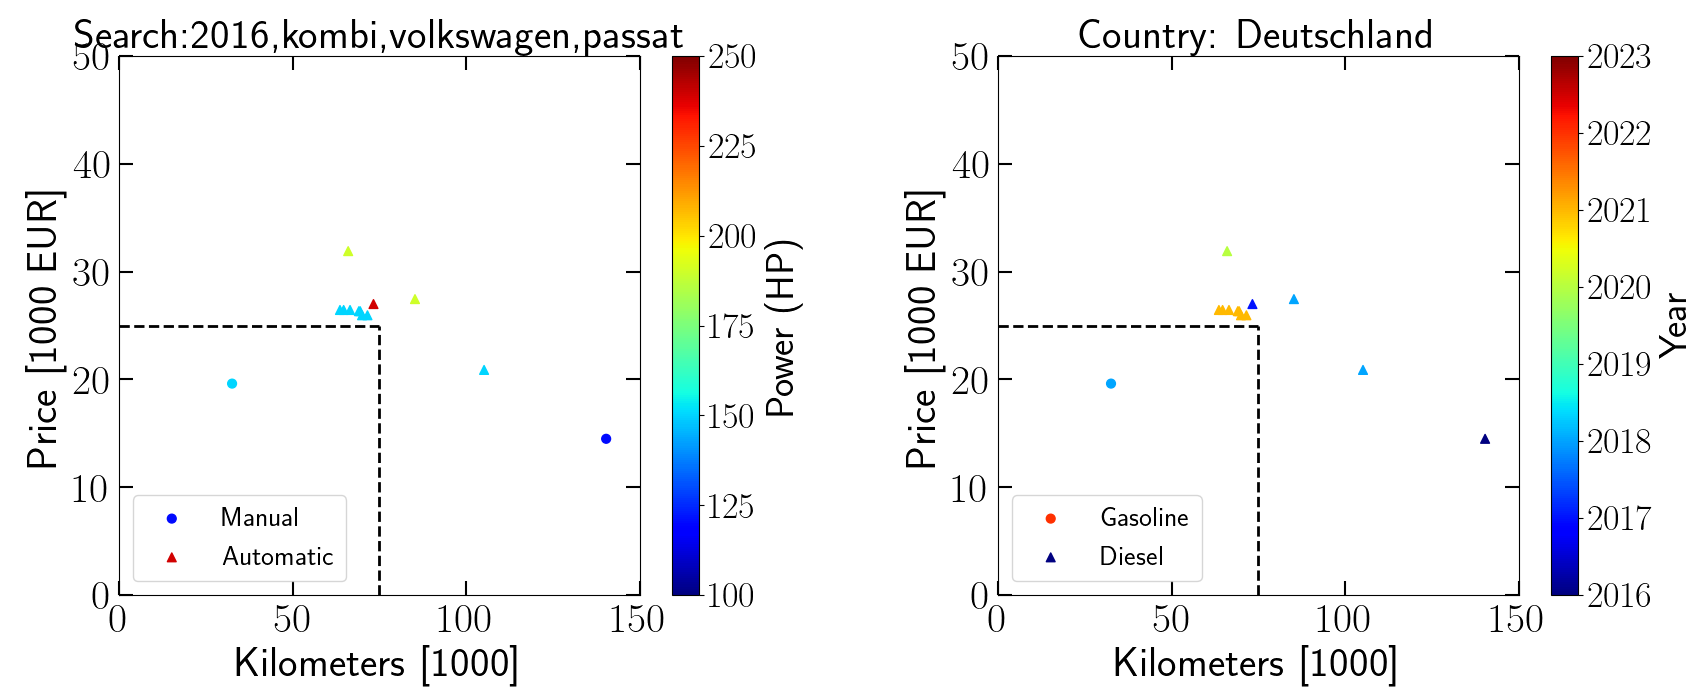 Search:2016,kombi,volkswagen,passat
50
40
30
20
10
0
0 50 100 150
Price [1000 EUR]
Kilometers [1000]
Manual
Automatic
250
225
200
175
150
125
100
Power (HP)
Country: Deutschland
50
40
30
20
10
0
0 50 100 150
Price [1000 EUR]
Kilometers [1000]
Gasoline
Diesel
2023
2022
2021
2020
2019
2018
2017
2016
Year